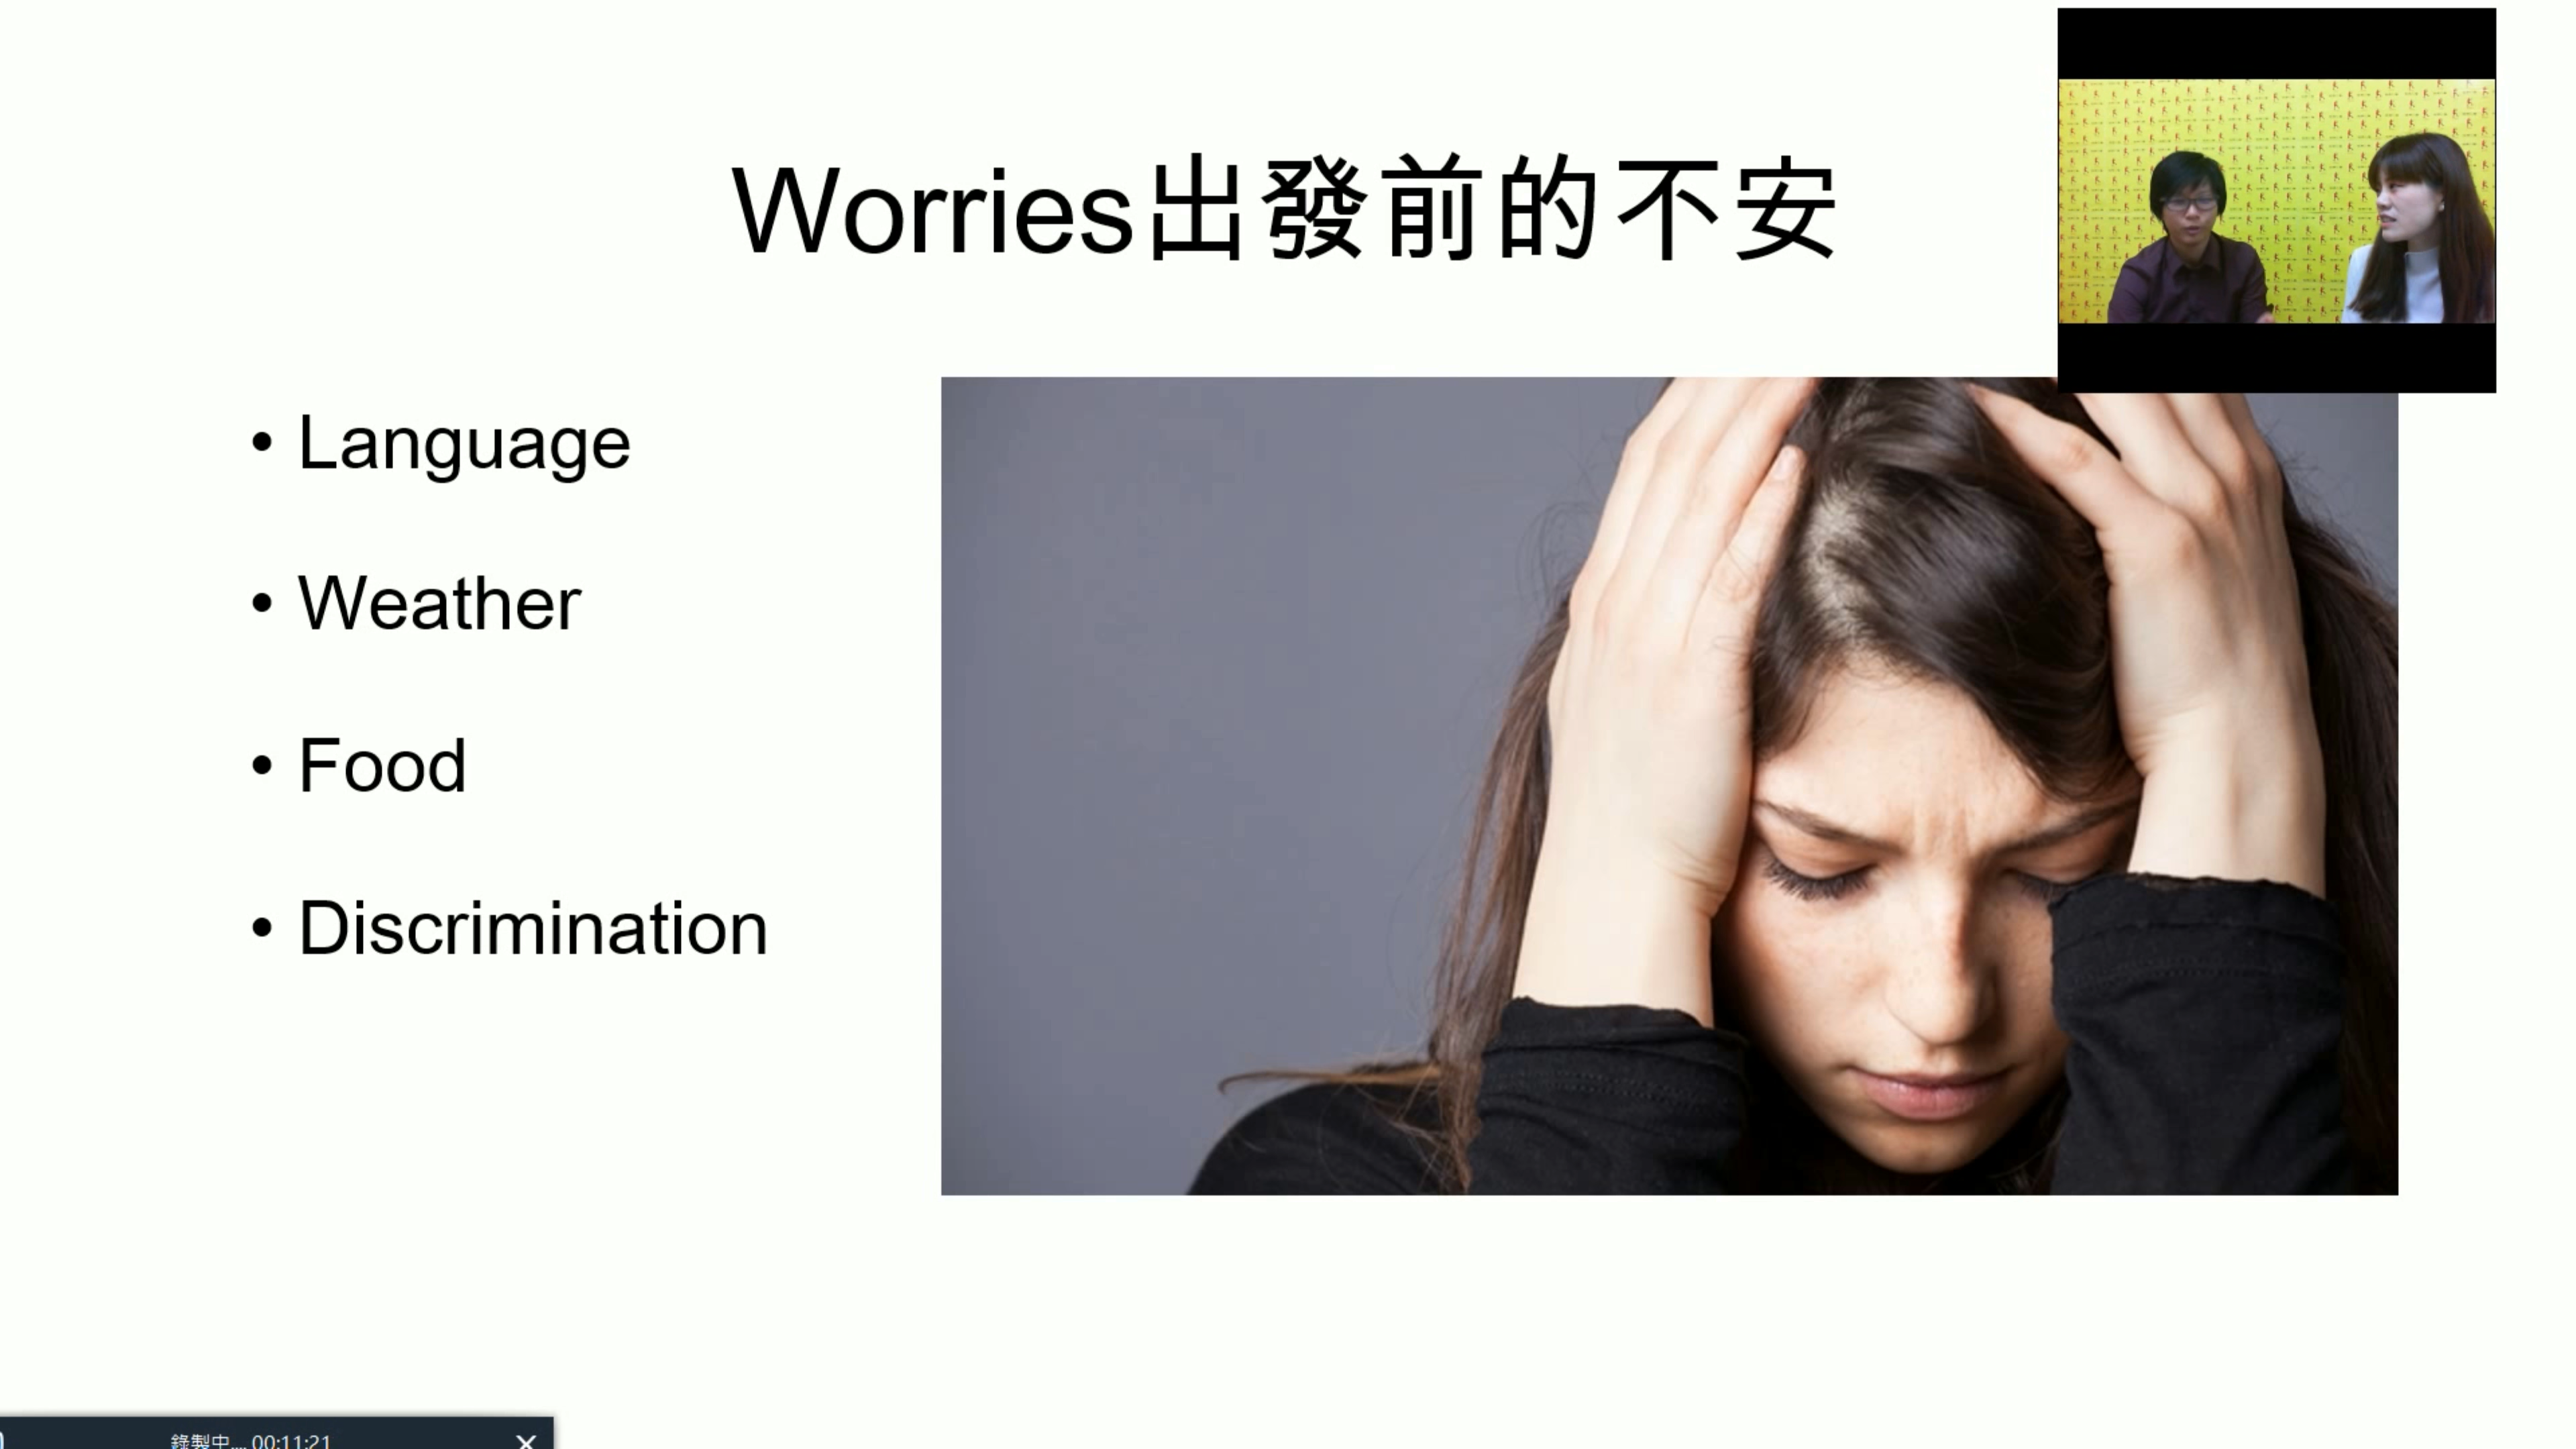 Worries出發前的不安
• Language
• Weather
• Food
• Discrimination
錄製中... 00:11:21